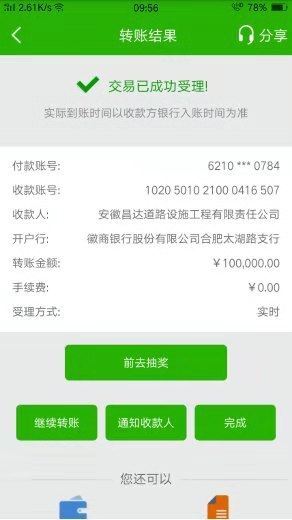 2.61K/s 09:56 78%
转账结果 分享
交易已成功受理!
实际到账时间以收款方银行入账时间为准
付款账号: 6210 *** 0784
收款账号: 1020 5010 2100 0416 507
收款人: 安徽昌达道路设施工程有限责任公司
开户行: 徽商银行股份有限公司合肥太湖路支行
转账金额: ￥100,000.00
手续费: ￥0.00
受理方式: 实时
前去抽奖
继续转账 通知收款人 完成
您还可以